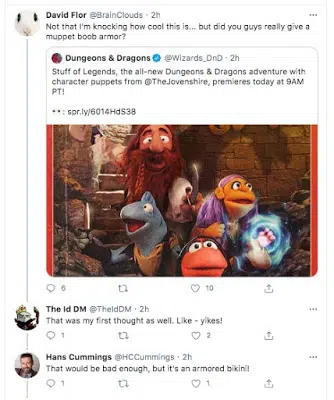 David Flor @BrainClouds · 2h
Not that I'm knocking how cool this is... but did you guys really give a
muppet boob armor?
Dungeons & Dragons @Wizards_DnD · 2h
Stuff of Legends, the all-new Dungeons & Dragons adventure with
character puppets from @TheJovenshire, premieres today at 9AM
PT!
: spr.ly/6014HdS38
6 10
The Id DM @TheIdDM · 2h
That was my first thought as well. Like - yikes!
1 2
Hans Cummings @HCCummings · 2h
That would be bad enough, but it's an armored bikini!
1 1